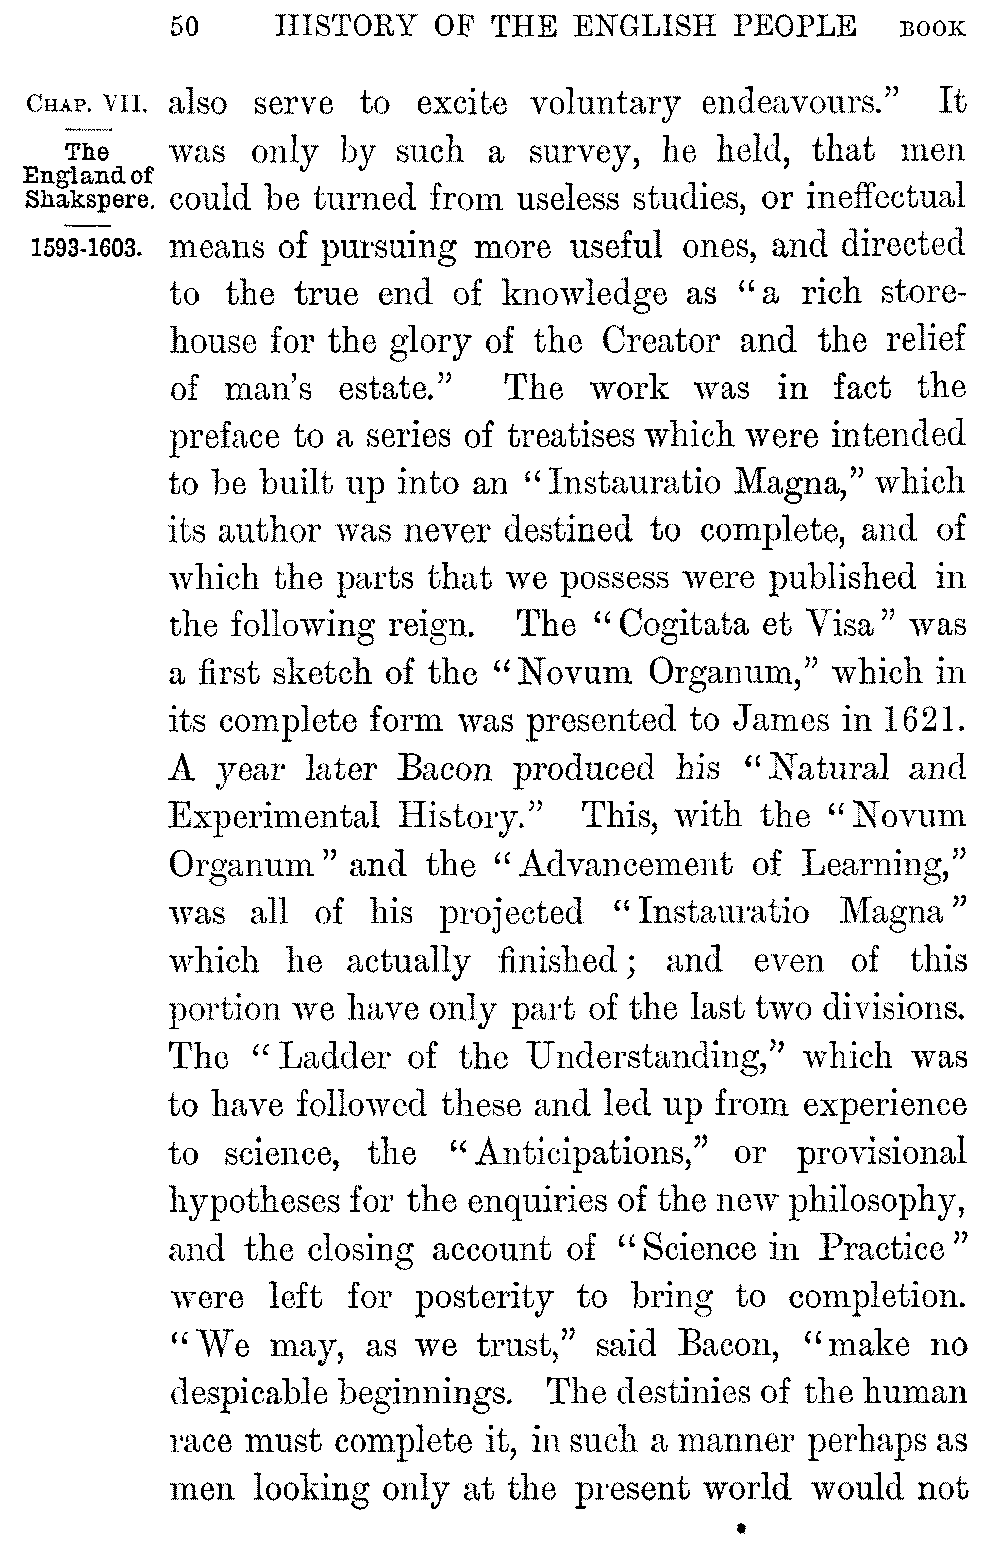 50 HISTORY OF THE ENGLISH PEOPLE BOOK
CHAP. VII.
The
England of
Shakspere.
1593-1603.
also serve to excite voluntary endeavours." It
was only by such a survey, he held, that men
could be turned from useless studies, or ineffectual
means of pursuing more useful ones, and directed
to the true end of knowledge as "a rich store-
house for the glory of the Creator and the relief
of man's estate." The work was in fact the
preface to a series of treatises which were intended
to be built up into an "Instauratio Magna," which
its author was never destined to complete, and of
which the parts that we possess were published in
the following reign. The "Cogitata et Visa" was
a first sketch of the "Novum Organum," which in
its complete form was presented to James in 1621.
A year later Bacon produced his "Natural and
Experimental History." This, with the "Novum
Organum" and the "Advancement of Learning,"
was all of his projected "Instauratio Magna"
which he actually finished; and even of this
portion we have only part of the last two divisions.
The "Ladder of the Understanding," which was
to have followed these and led up from experience
to science, the "Anticipations," or provisional
hypotheses for the enquiries of the new philosophy,
and the closing account of "Science in Practice"
were left for posterity to bring to completion.
"We may, as we trust," said Bacon, "make no
despicable beginnings. The destinies of the human
race must complete it, in such a manner perhaps as
men looking only at the present world would not